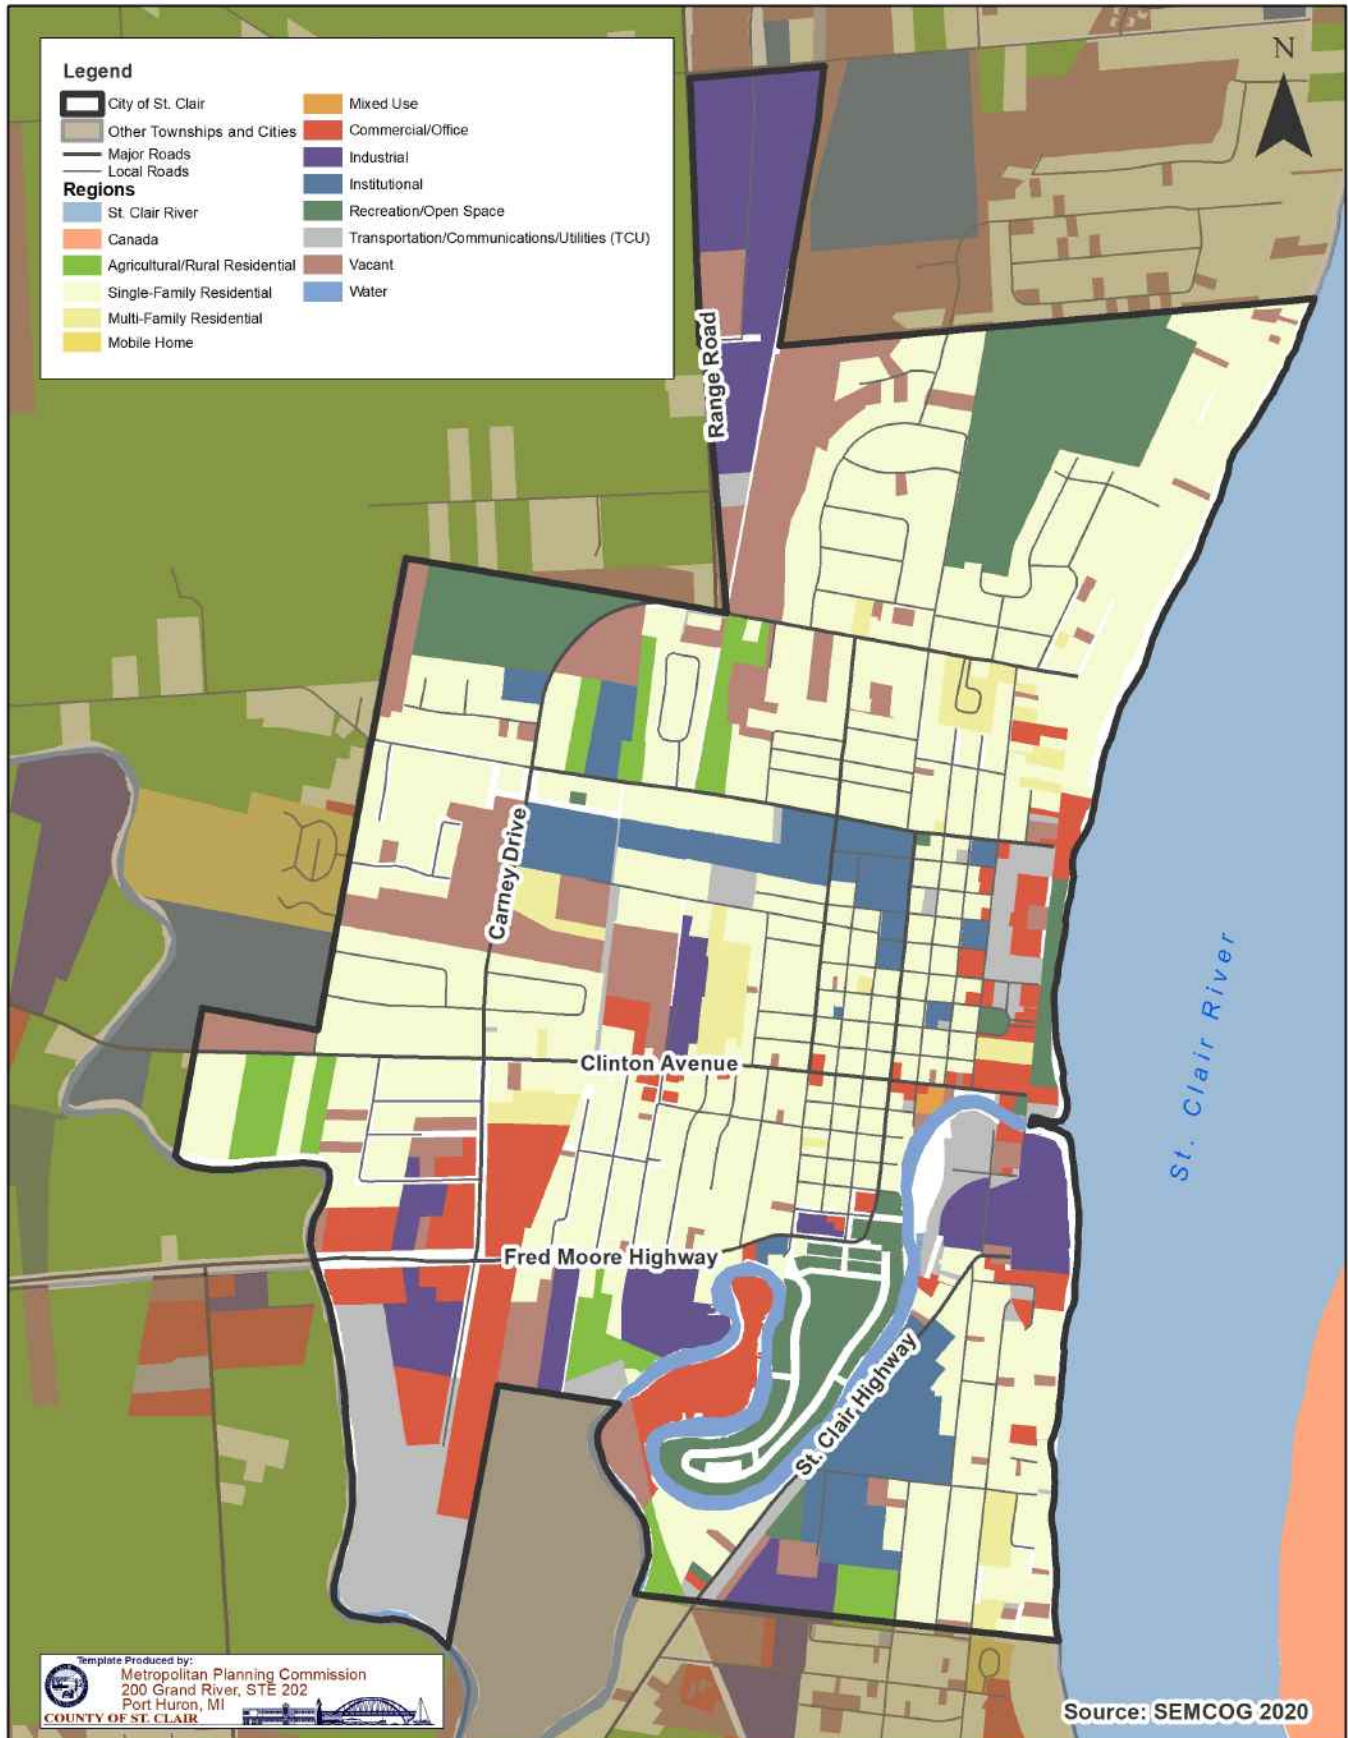 Legend
City of St. Clair
Other Townships and Cities
Major Roads
Local Roads
Regions
St. Clair River
Canada
Agricultural/Rural Residential
Single-Family Residential
Multi-Family Residential
Mobile Home
Mixed Use
Commercial/Office
Industrial
Institutional
Recreation/Open Space
Transportation/Communications/Utilities (TCU)
Vacant
Water
N
Range Road
Carney Drive
Clinton Avenue
St. Clair River
Fred Moore Highway
St. Clair Highway
Template Produced by:
Metropolitan Planning Commission
200 Grand River, STE 202
Port Huron, MI
COUNTY OF ST. CLAIR
Source: SEMCOG 2020